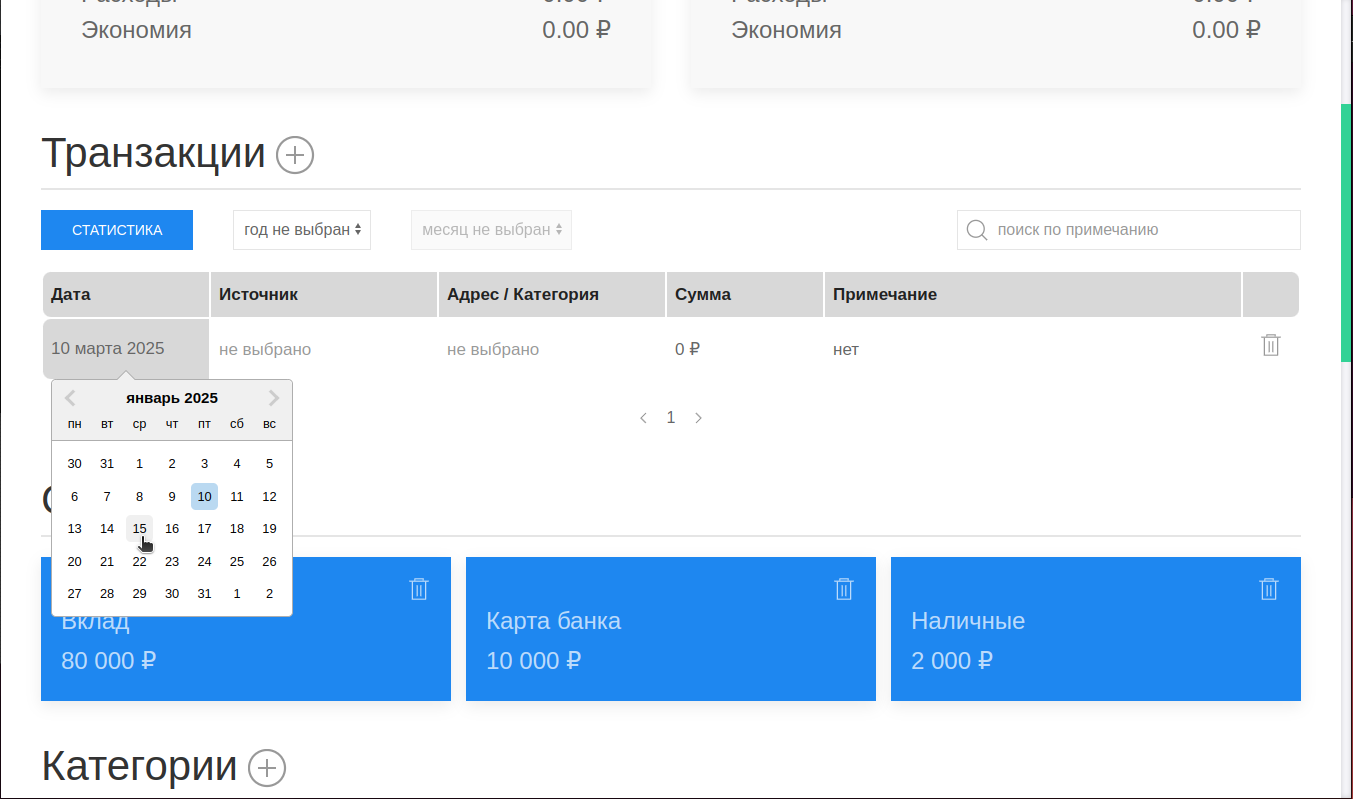 Расходы 0.00 ₽ Расходы 0.00 ₽
Экономия 0.00 ₽ Экономия 0.00 ₽
Транзакции
СТАТИСТИКА год не выбран месяц не выбран поиск по примечанию
Дата Источник Адрес / Категория Сумма Примечание
10 марта 2025 не выбрано не выбрано 0 ₽ нет
январь 2025
пн вт ср чт пт сб вс
30 31 1 2 3 4 5
6 7 8 9 10 11 12
13 14 15 16 17 18 19
20 21 22 23 24 25 26
27 28 29 30 31 1 2
1
Вклад
80 000 ₽
Карта банка
10 000 ₽
Наличные
2 000 ₽
Категории